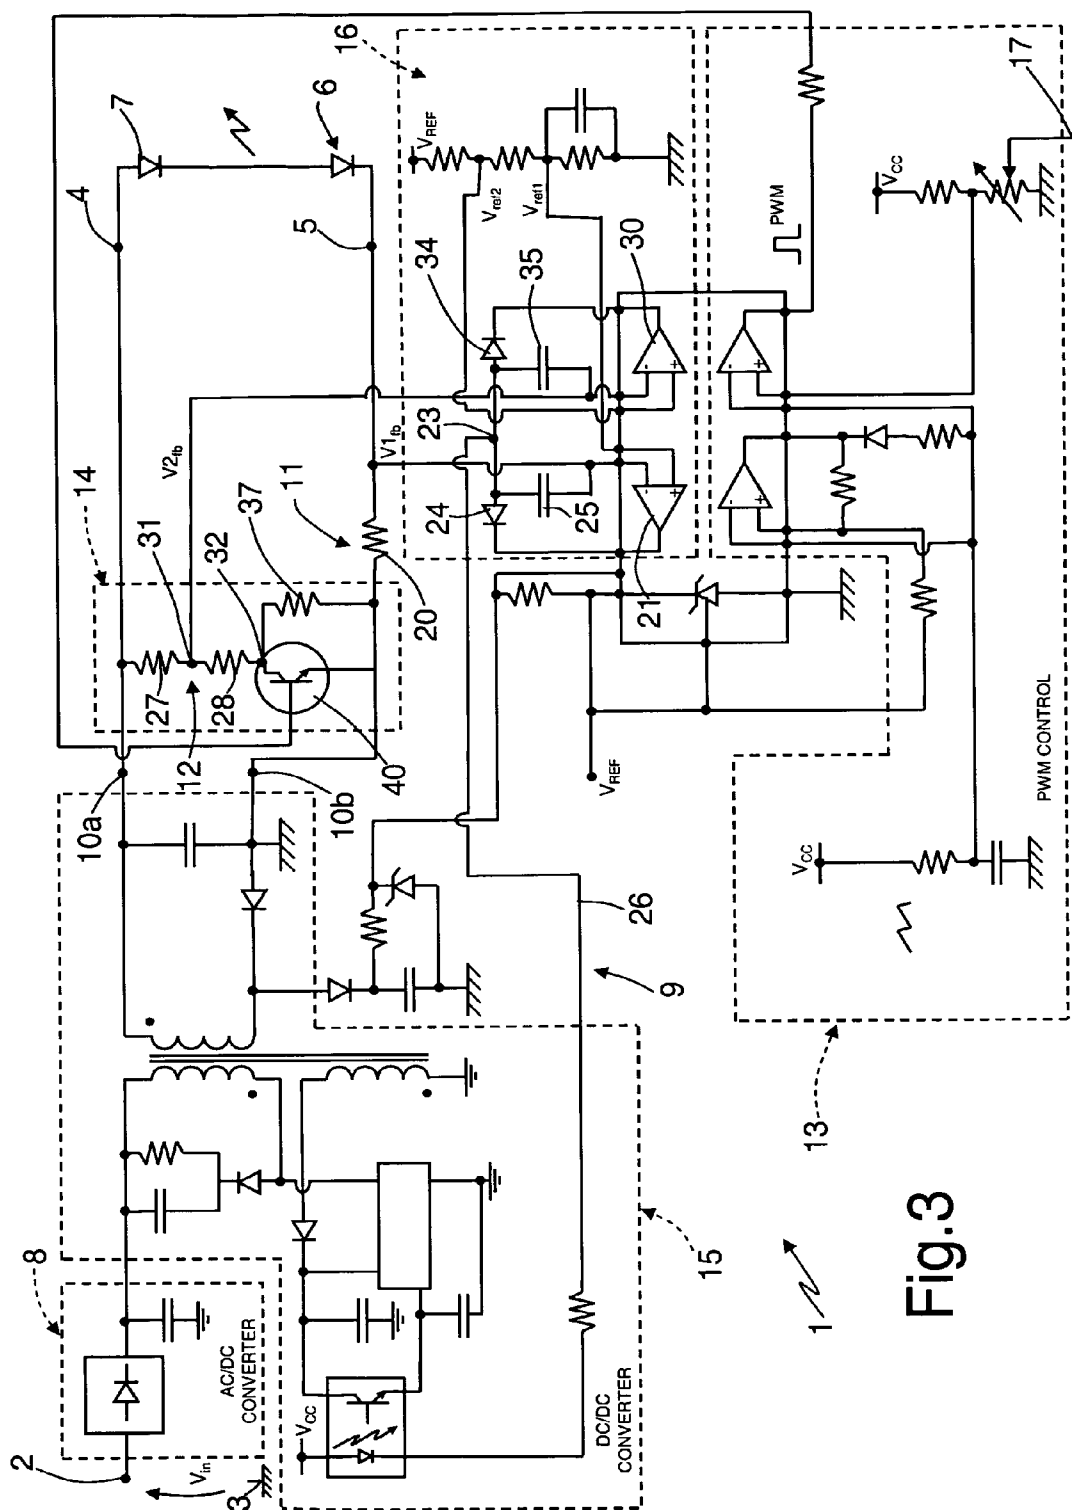 2
V_in
3
8
AC/DC
CONVERTER
V_CC
DC/DC
CONVERTER
15
1
Fig.3
10a
10b
12
27
28
31
32
14
40
37
11
20
V2_fb
V1_fb
4
5
6
7
9
26
16
V_REF
V_ref2
V_ref1
34
35
23
24
25
30
21
V_REF
PWM
V_CC
17
V_CC
PWM CONTROL
13